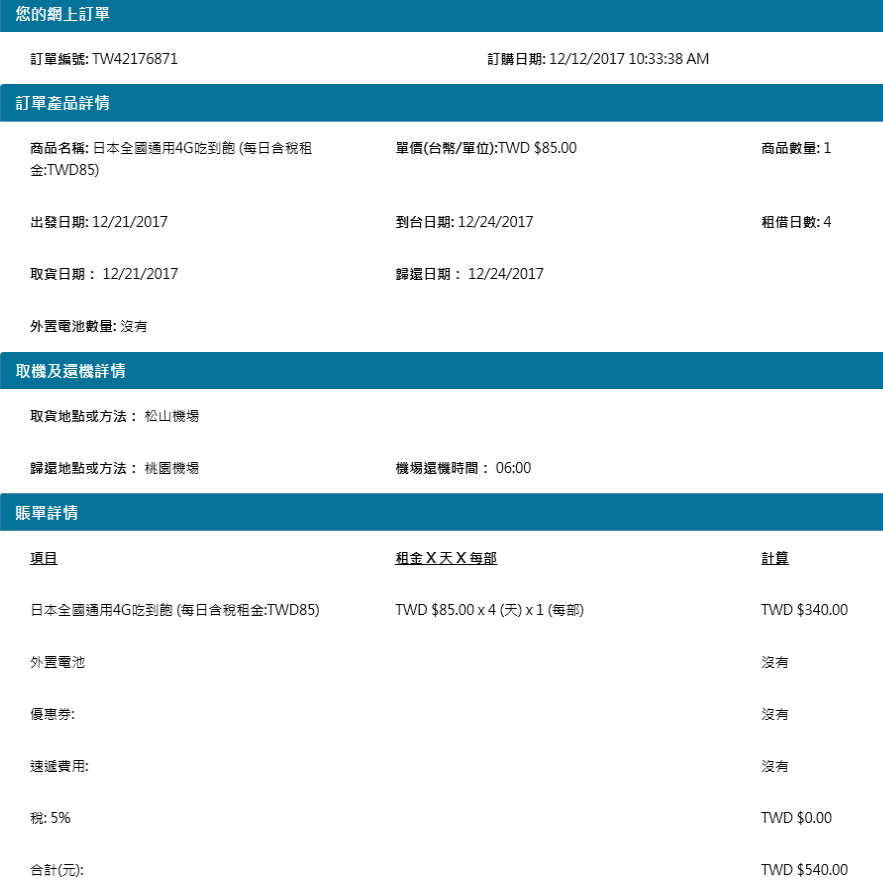 您的網上訂單
訂單編號: TW42176871 訂購日期: 12/12/2017 10:33:38 AM
訂單產品詳情
商品名稱: 日本全國通用4G吃到飽 (每日含稅租 單價(台幣/單位):TWD $85.00 商品數量: 1
金:TWD85)
出發日期: 12/21/2017 到台日期: 12/24/2017 租借日數: 4
取貨日期： 12/21/2017 歸還日期： 12/24/2017
外置電池數量: 沒有
取機及還機詳情
取貨地點或方法： 松山機場
歸還地點或方法： 桃園機場 機場還機時間： 06:00
賬單詳情
項目 租金 X 天 X 每部 計算
日本全國通用4G吃到飽 (每日含稅租金:TWD85) TWD $85.00 x 4 (天) x 1 (每部) TWD $340.00
外置電池 沒有
優惠券: 沒有
速遞費用: 沒有
稅: 5% TWD $0.00
合計(元): TWD $540.00